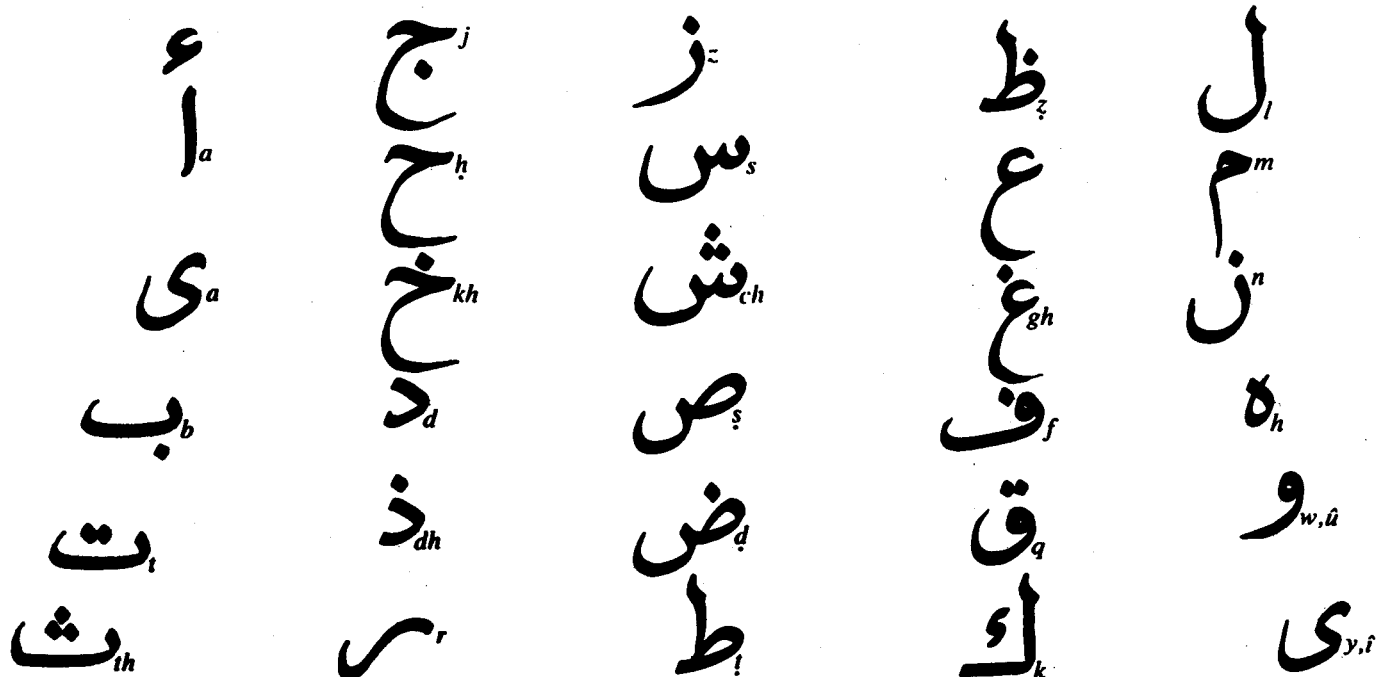 ء
ا a
ى a
ب b
ت t
ث th
ج j
ح ḥ
خ kh
د d
ذ dh
ر r
ز z
س s
ش ch
ص ṣ
ض ḍ
ط ṭ
ظ ẓ
ع
غ gh
ف f
ق q
ك k
ل l
م m
ن n
ه h
و w, û
ى y, î